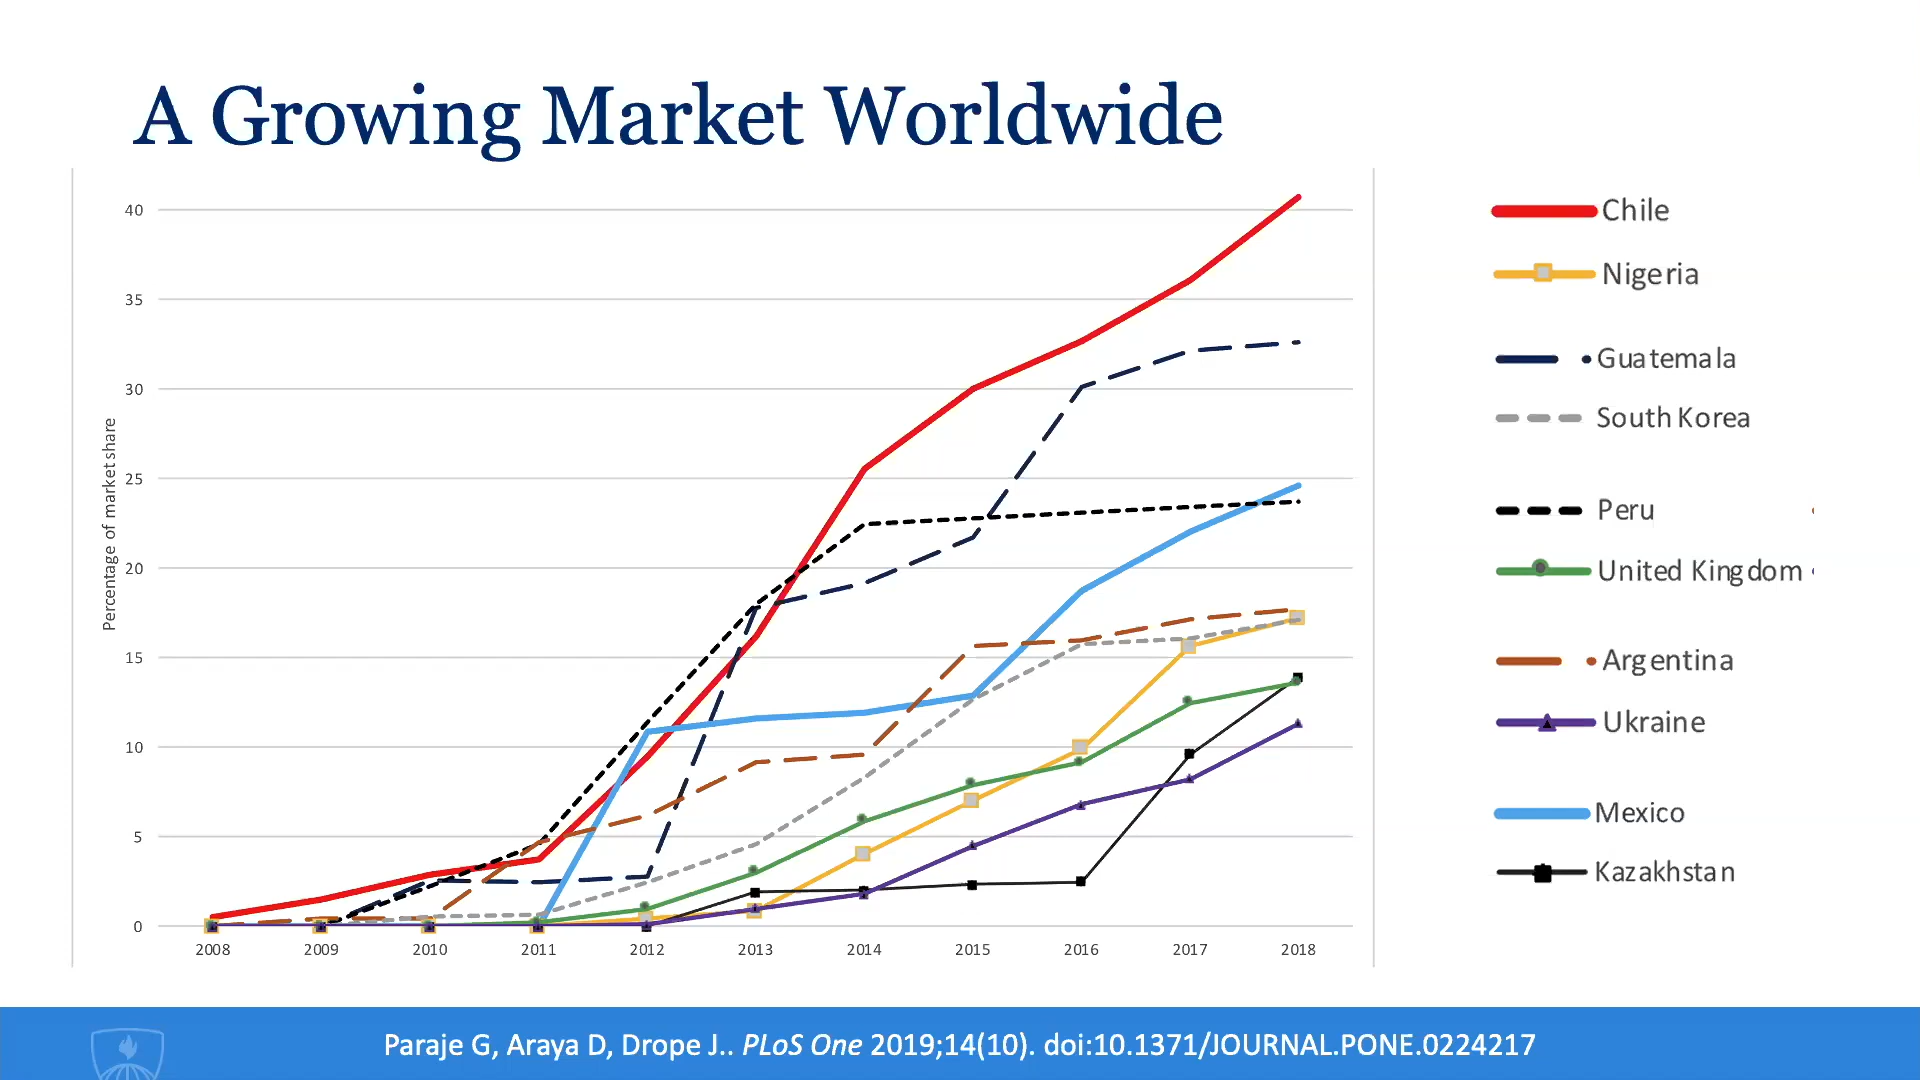 A Growing Market Worldwide
Percentage of market share
40
35
30
25
20
15
10
5
0
2008 2009 2010 2011 2012 2013 2014 2015 2016 2017 2018
Chile
Nigeria
Guatemala
South Korea
Peru
United Kingdom
Argentina
Ukraine
Mexico
Kazakhstan
Paraje G, Araya D, Drope J.. PLoS One 2019;14(10). doi:10.1371/JOURNAL.PONE.0224217